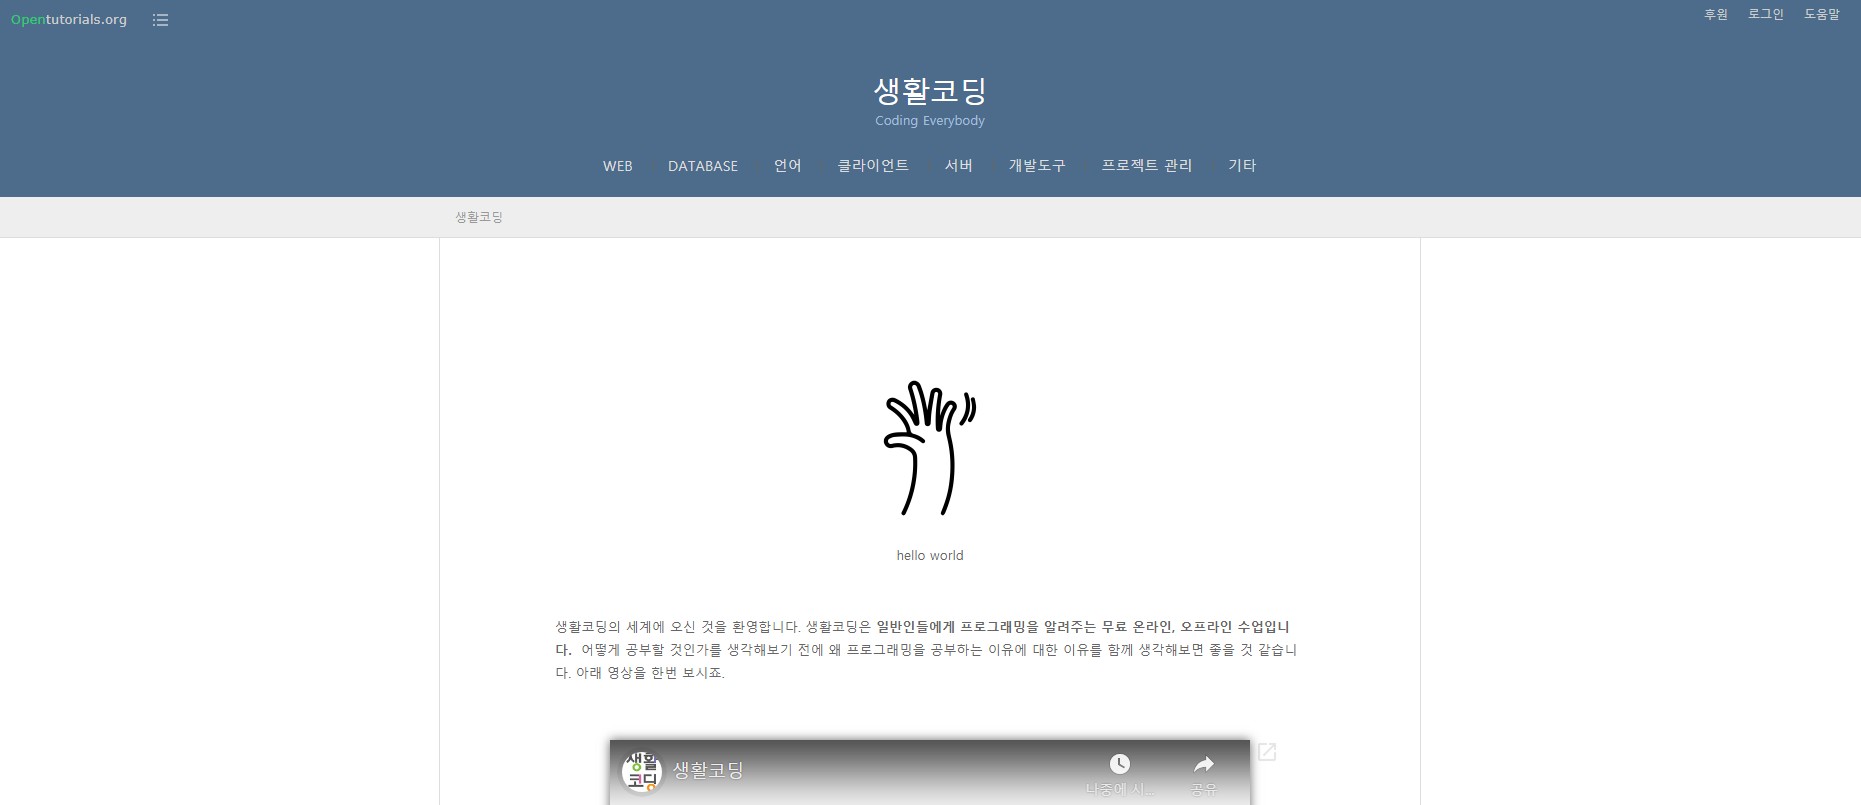 Opentutorials.org
후원 로그인 도움말
생활코딩
Coding Everybody
WEB DATABASE 언어 클라이언트 서버 개발도구 프로젝트 관리 기타
생활코딩
hello world
생활코딩의 세계에 오신 것을 환영합니다. 생활코딩은 일반인들에게 프로그래밍을 알려주는 무료 온라인, 오프라인 수업입니
다. 어떻게 공부할 것인가를 생각해보기 전에 왜 프로그래밍을 공부하는 이유에 대한 이유를 함께 생각해보면 좋을 것 같습니
다. 아래 영상을 한번 보시죠.
생활
코딩
생활코딩
나중에 시...
공유